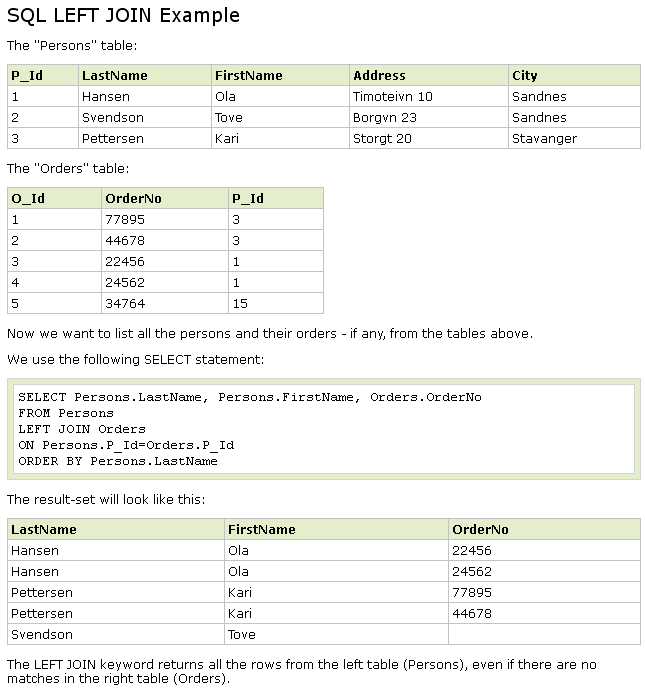 SQL LEFT JOIN Example
The "Persons" table:
P_Id LastName FirstName Address City
1 Hansen Ola Timoteivn 10 Sandnes
2 Svendson Tove Borgvn 23 Sandnes
3 Pettersen Kari Storgt 20 Stavanger
The "Orders" table:
O_Id OrderNo P_Id
1 77895 3
2 44678 3
3 22456 1
4 24562 1
5 34764 15
Now we want to list all the persons and their orders - if any, from the tables above.
We use the following SELECT statement:
SELECT Persons.LastName, Persons.FirstName, Orders.OrderNo
FROM Persons
LEFT JOIN Orders
ON Persons.P_Id=Orders.P_Id
ORDER BY Persons.LastName
The result-set will look like this:
LastName FirstName OrderNo
Hansen Ola 22456
Hansen Ola 24562
Pettersen Kari 77895
Pettersen Kari 44678
Svendson Tove
The LEFT JOIN keyword returns all the rows from the left table (Persons), even if there are no
matches in the right table (Orders).